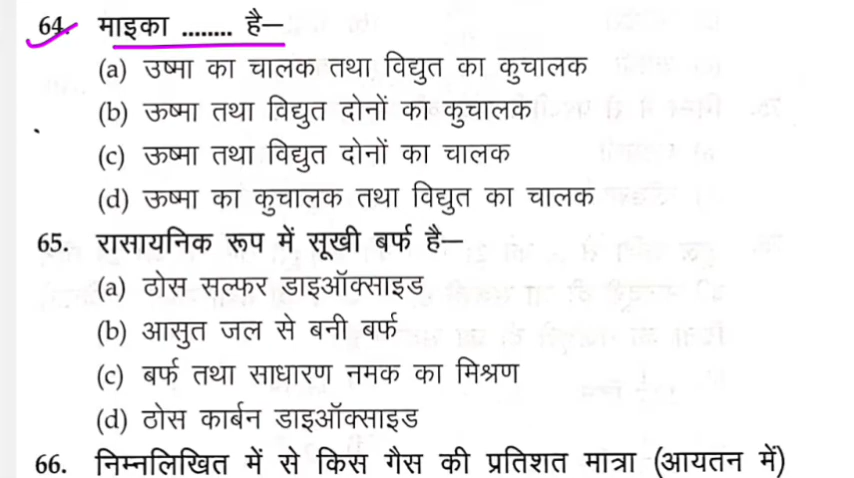 64. माइका ........ है—
(a) उष्मा का चालक तथा विद्युत का कुचालक
(b) ऊष्मा तथा विद्युत दोनों का कुचालक
(c) ऊष्मा तथा विद्युत दोनों का चालक
(d) ऊष्मा का कुचालक तथा विद्युत का चालक
65. रासायनिक रूप में सूखी बर्फ है—
(a) ठोस सल्फर डाइऑक्साइड
(b) आसुत जल से बनी बर्फ
(c) बर्फ तथा साधारण नमक का मिश्रण
(d) ठोस कार्बन डाइऑक्साइड
66. निम्नलिखित में से किस गैस की प्रतिशत मात्रा (आयतन में)